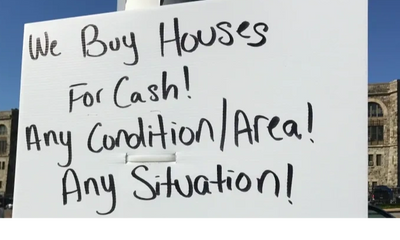 We Buy Houses
For Cash!
Any Condition/Area!
Any Situation!